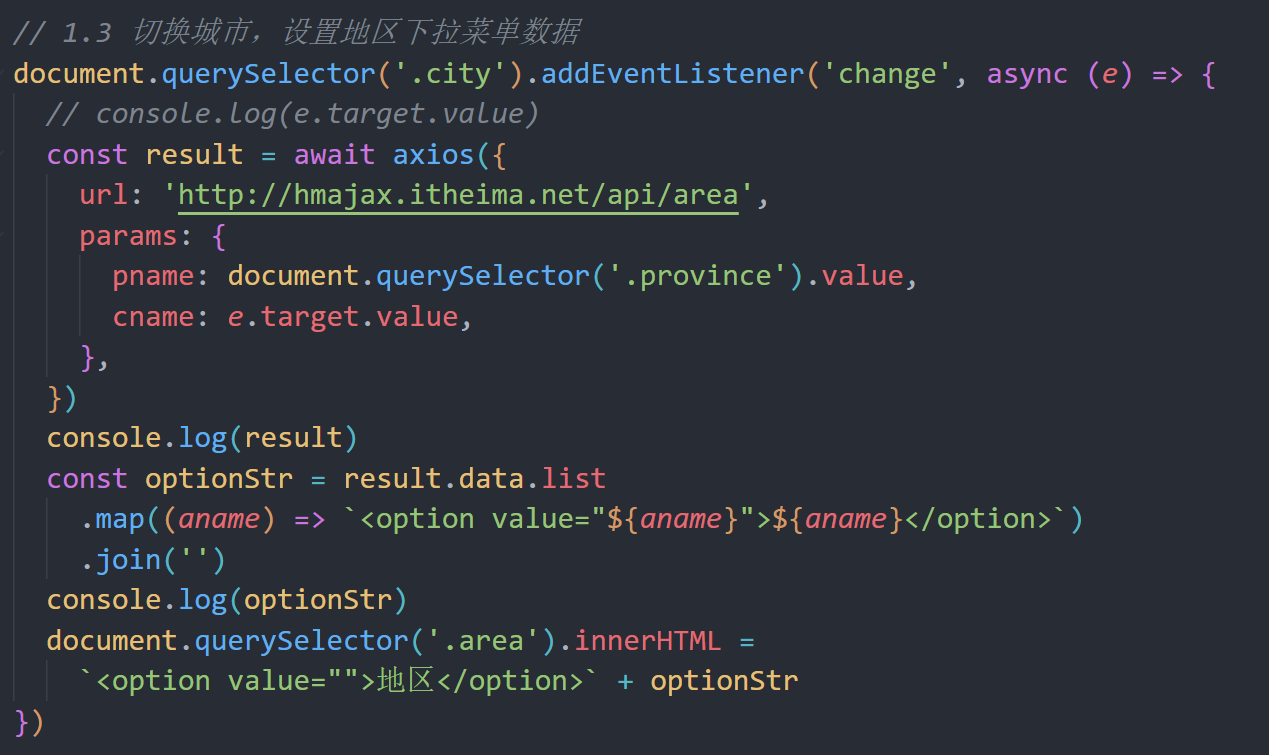 // 1.3 切换城市，设置地区下拉菜单数据
document.querySelector('.city').addEventListener('change', async (e) => {
  // console.log(e.target.value)
  const result = await axios({
    url: 'http://hmajax.itheima.net/api/area',
    params: {
      pname: document.querySelector('.province').value,
      cname: e.target.value,
    },
  })
  console.log(result)
  const optionStr = result.data.list
    .map((aname) => `<option value="${aname}">${aname}</option>`)
    .join('')
  console.log(optionStr)
  document.querySelector('.area').innerHTML =
    `<option value="">地区</option>` + optionStr
})